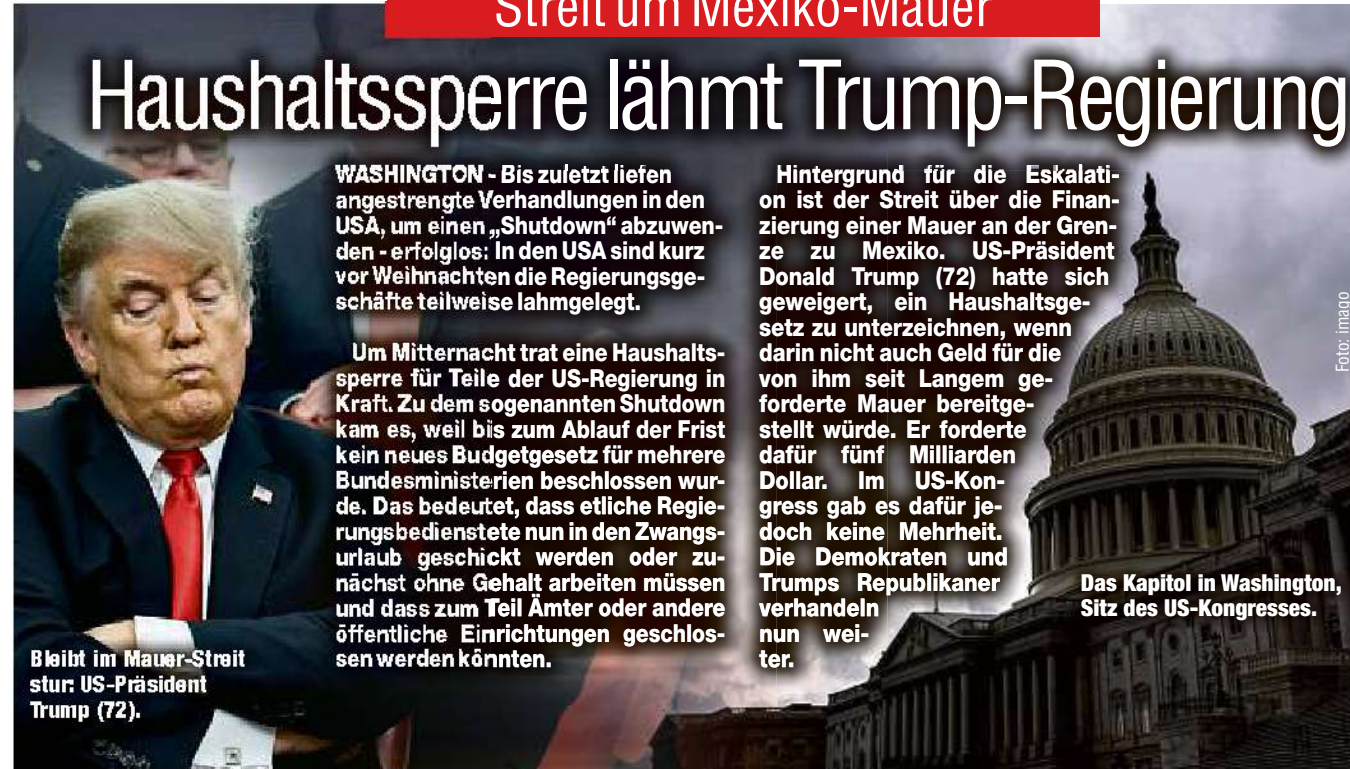 Streit um Mexiko-Mauer
Haushaltssperre lähmt Trump-Regierung
WASHINGTON - Bis zuletzt liefen
angestrengte Verhandlungen in den
USA, um einen „Shutdown“ abzuwen-
den - erfolglos: In den USA sind kurz
vor Weihnachten die Regierungsge-
schäfte teilweise lahmgelegt.
Um Mitternacht trat eine Haushalts-
sperre für Teile der US-Regierung in
Kraft. Zu dem sogenannten Shutdown
kam es, weil bis zum Ablauf der Frist
kein neues Budgetgesetz für mehrere
Bundesministerien beschlossen wur-
de. Das bedeutet, dass etliche Regie-
rungsbedienstete nun in den Zwangs-
urlaub geschickt werden oder zu-
nächst ohne Gehalt arbeiten müssen
und dass zum Teil Ämter oder andere
öffentliche Einrichtungen geschlos-
sen werden könnten.
Hintergrund für die Eskalati-
on ist der Streit über die Finan-
zierung einer Mauer an der Gren-
ze zu Mexiko. US-Präsident
Donald Trump (72) hatte sich
geweigert, ein Haushaltsge-
setz zu unterzeichnen, wenn
darin nicht auch Geld für die
von ihm seit Langem ge-
forderte Mauer bereitge-
stellt würde. Er forderte
dafür fünf Milliarden
Dollar. Im US-Kon-
gress gab es dafür je-
doch keine Mehrheit.
Die Demokraten und
Trumps Republikaner
verhandeln
nun wei-
ter.
Bleibt im Mauer-Streit
stur: US-Präsident
Trump (72).
Das Kapitol in Washington,
Sitz des US-Kongresses.
Foto: imago